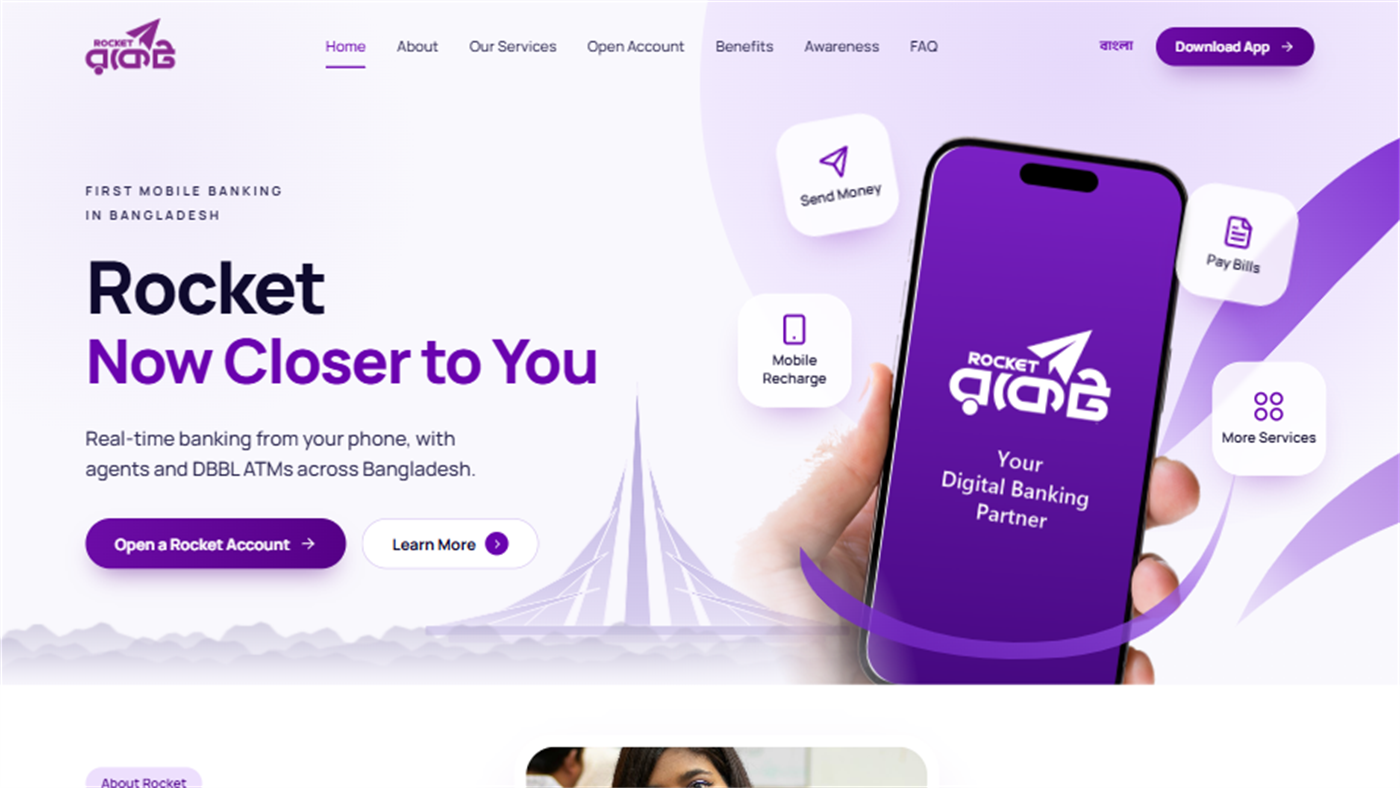 ROCKET
রকেট
Home
About
Our Services
Open Account
Benefits
Awareness
FAQ
বাংলা
Download App
FIRST MOBILE BANKING
IN BANGLADESH
Rocket
Now Closer to You
Real-time banking from your phone, with
agents and DBBL ATMs across Bangladesh.
Open a Rocket Account
Learn More
Send Money
Pay Bills
Mobile
Recharge
More Services
ROCKET
রকেট
Your
Digital Banking
Partner
About Rocket